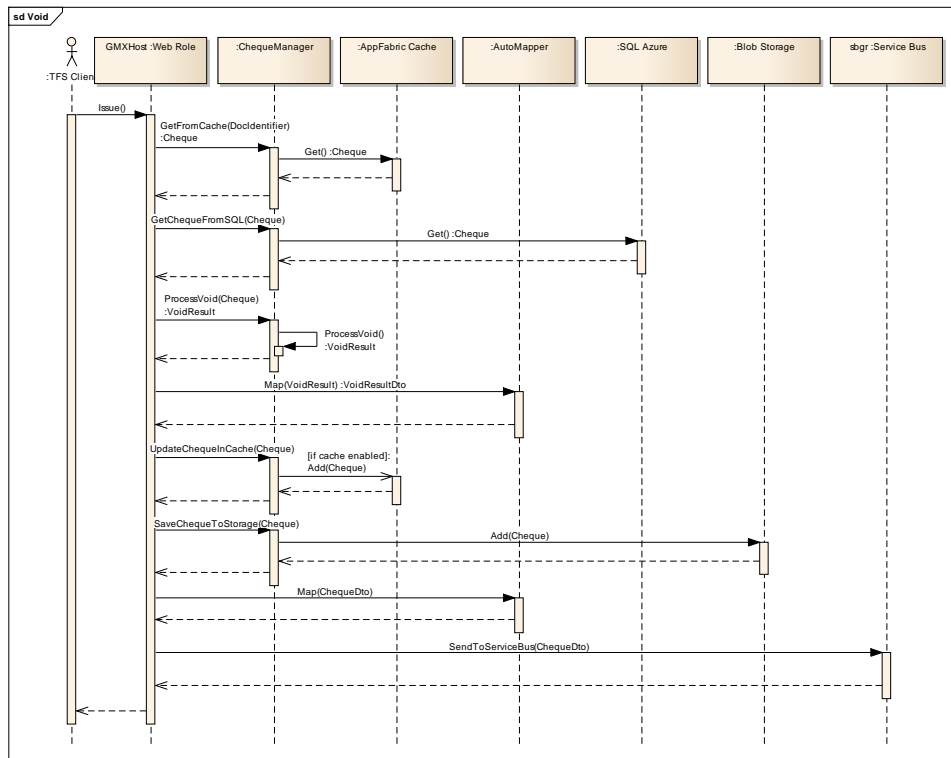 sd Void
GMXHost :Web Role
:ChequeManager
:AppFabric Cache
:AutoMapper
:SQL Azure
:Blob Storage
sbgr :Service Bus
:TFS Clien
Issue()
GetFromCache(DocIdentifier)
:Cheque
Get() :Cheque
GetChequeFromSQL(Cheque)
Get() :Cheque
ProcessVoid(Cheque)
:VoidResult
ProcessVoid()
:VoidResult
Map(VoidResult) :VoidResultDto
UpdateChequeInCache(Cheque)
[if cache enabled]:
Add(Cheque)
SaveChequeToStorage(Cheque)
Add(Cheque)
Map(ChequeDto)
SendToServiceBus(ChequeDto)